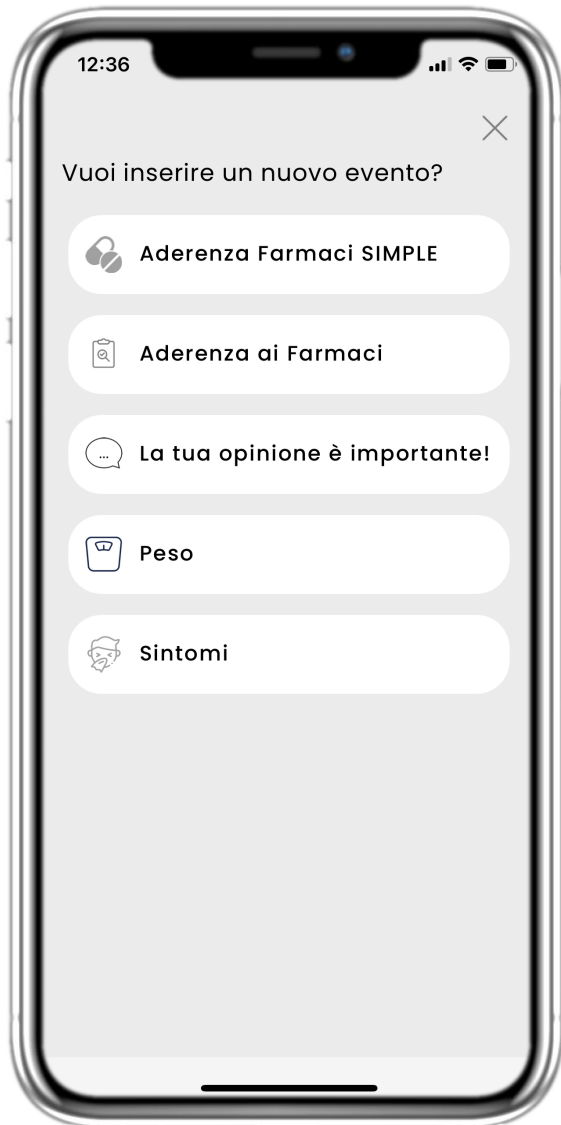 12:36
Vuoi inserire un nuovo evento?
Aderenza Farmaci SIMPLE
Aderenza ai Farmaci
La tua opinione è importante!
Peso
Sintomi